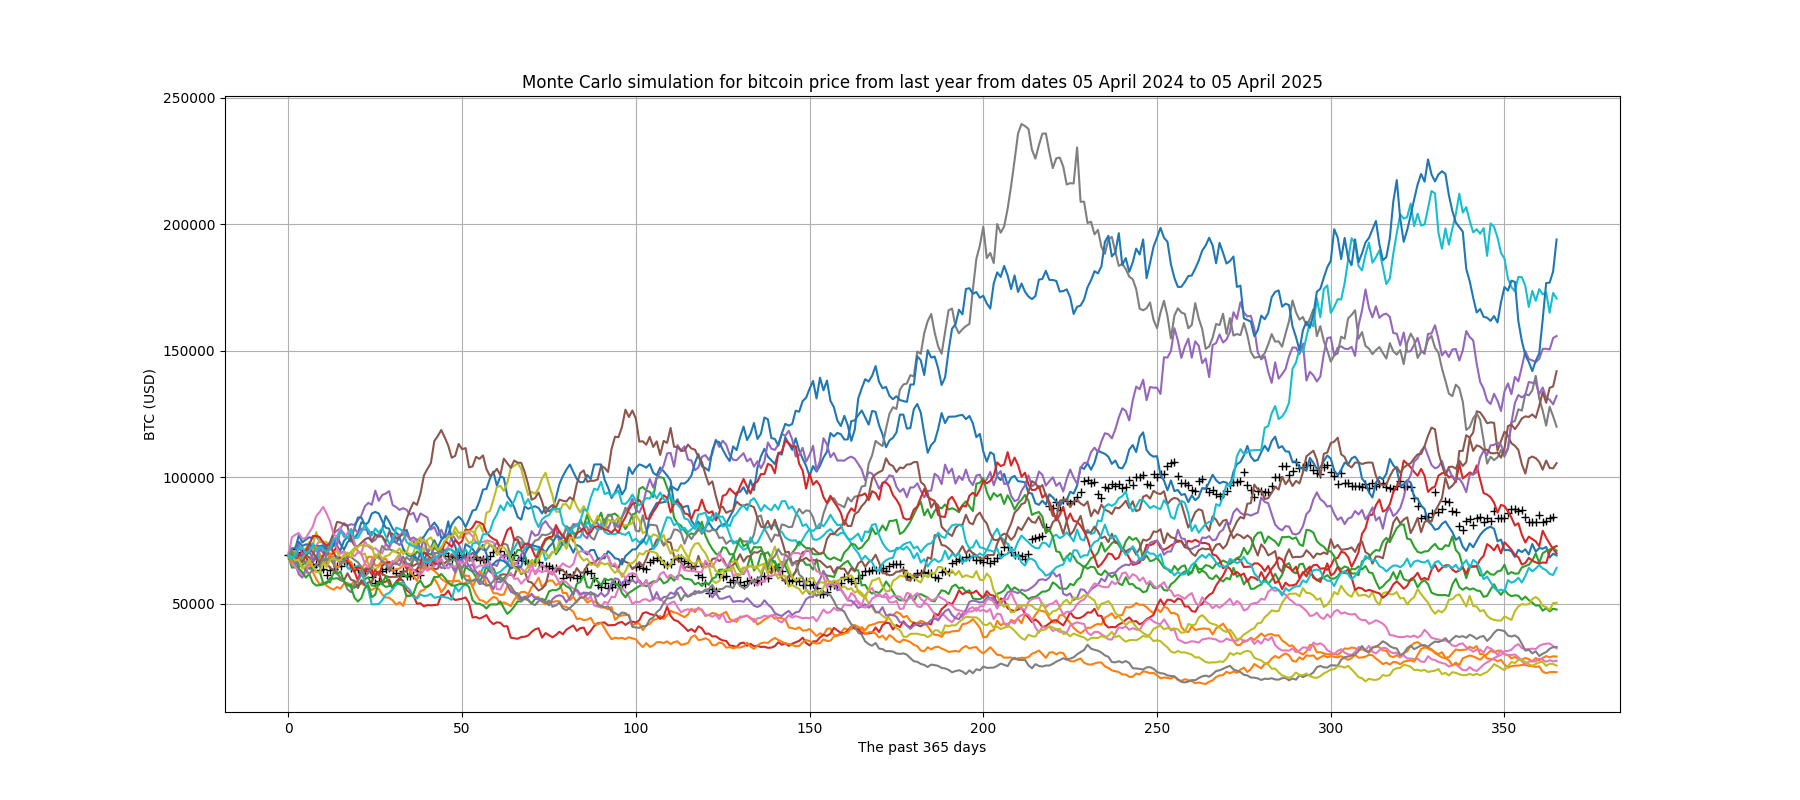 Monte Carlo simulation for bitcoin price from last year from dates 05 April 2024 to 05 April 2025
250000
200000
150000
100000
50000
BTC (USD)
0 50 100 150 200 250 300 350
The past 365 days